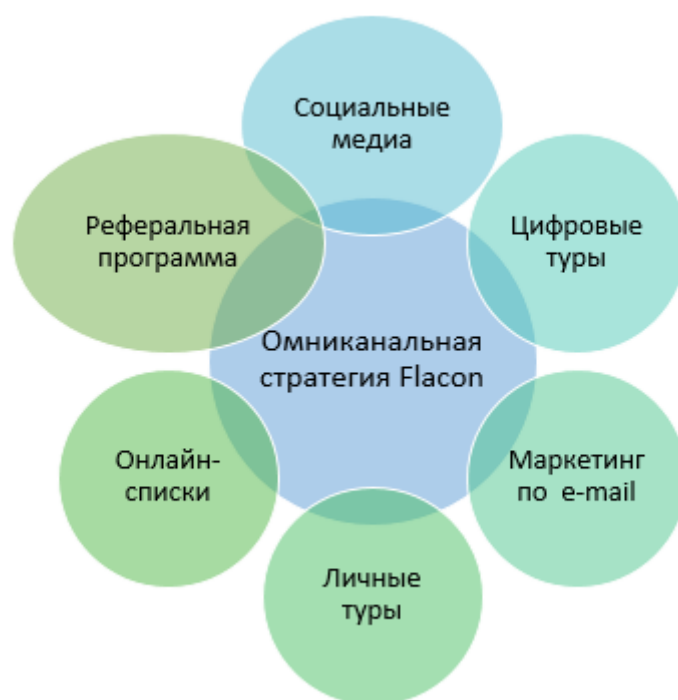 Социальные
медиа
Реферальная
программа
Цифровые
туры
Омниканальная
стратегия Flacon
Онлайн-
списки
Маркетинг
по e-mail
Личные
туры